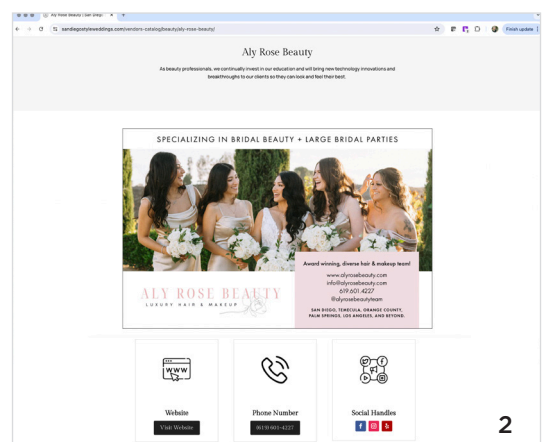 Aly Rose Beauty | San Diego
sandiegostyleweddings.com/vendors-catalog/beauty/aly-rose-beauty/
Finish update
Aly Rose Beauty
As beauty professionals, we continually invest in our education and will bring new technology innovations and
breakthroughs to our clients so they can look and feel their best.
SPECIALIZING IN BRIDAL BEAUTY + LARGE BRIDAL PARTIES
Award winning, diverse hair & makeup team!
www.alyrosebeauty.com
info@alyrosebeauty.com
619.601.4227
@alyrosebeautyteam
SAN DIEGO, TEMECULA, ORANGE COUNTY,
PALM SPRINGS, LOS ANGELES, AND BEYOND.
ALY ROSE BEAUTY
LUXURY HAIR & MAKEUP
WWW
Website
Phone Number
Social Handles
Visit Website
(619) 601-4227
2